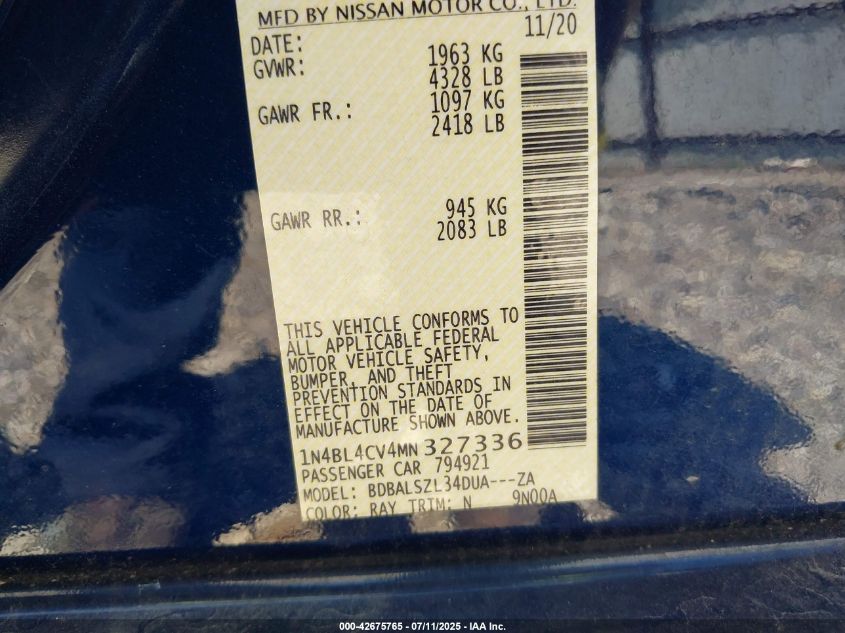 MFD BY NISSAN MOTOR CO., LTD.
DATE: 11/20
GVWR: 1963 KG
4328 LB
GAWR FR.: 1097 KG
2418 LB
GAWR RR.: 945 KG
2083 LB
THIS VEHICLE CONFORMS TO
ALL APPLICABLE FEDERAL
MOTOR VEHICLE SAFETY,
BUMPER, AND THEFT
PREVENTION STANDARDS IN
EFFECT ON THE DATE OF
MANUFACTURE SHOWN ABOVE.
1N4BL4CV4MN327336
PASSENGER CAR 794921
MODEL: BDBALSZL34DUA---ZA
COLOR: RAY TRIM: N 9N00A
000-42675765 - 07/11/2025 - IAA Inc.